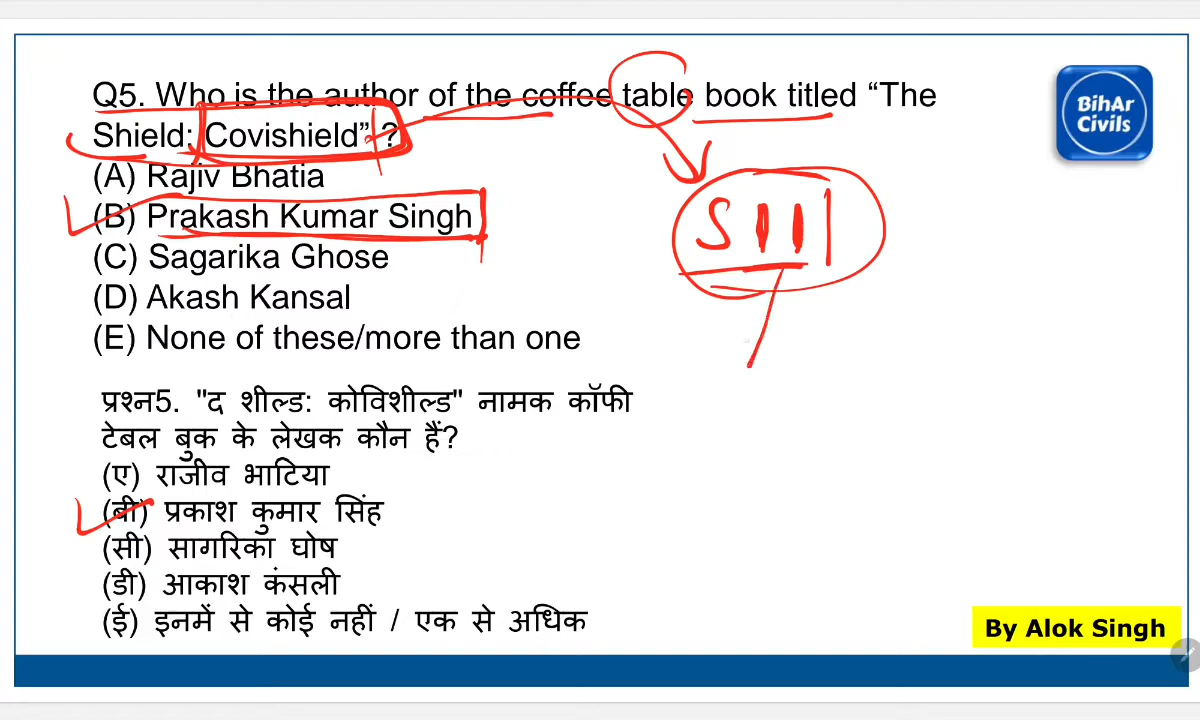 Q5. Who is the author of the coffee table book titled “The
Shield: Covishield” ?
(A) Rajiv Bhatia
(B) Prakash Kumar Singh
(C) Sagarika Ghose
(D) Akash Kansal
(E) None of these/more than one
प्रश्न5. "द शील्ड: कोविशील्ड" नामक कॉफी
टेबल बुक के लेखक कौन हैं?
(ए) राजीव भाटिया
(बी) प्रकाश कुमार सिंह
(सी) सागरिका घोष
(डी) आकाश कंसली
(ई) इनमें से कोई नहीं / एक से अधिक
BihAr
Civils
SII
By Alok Singh